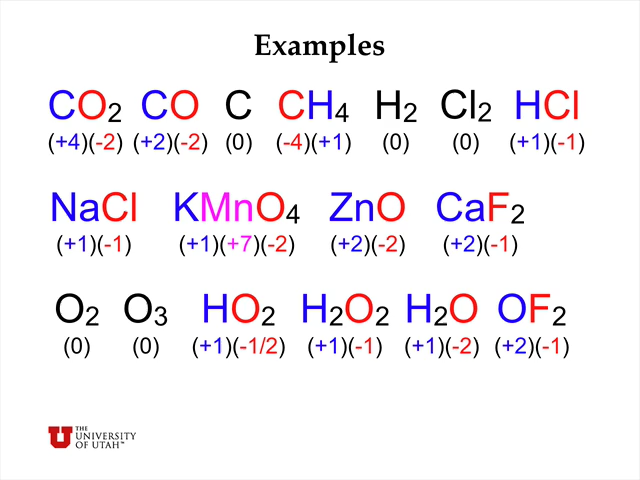 Examples
CO2 CO C CH4 H2 Cl2 HCl
(+4)(-2) (+2)(-2) (0) (-4)(+1) (0) (0) (+1)(-1)
NaCl KMnO4 ZnO CaF2
(+1)(-1) (+1)(+7)(-2) (+2)(-2) (+2)(-1)
O2 O3 HO2 H2O2 H2O OF2
(0) (0) (+1)(-1/2) (+1)(-1) (+1)(-2) (+2)(-1)
U THE
UNIVERSITY
OF UTAH™